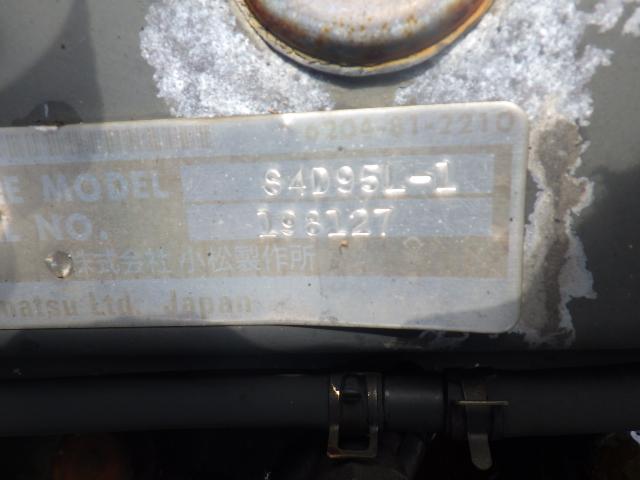 6204-81-2210
E MODEL S4D95L-1
L NO. 198127
株式会社 小松製作所
matsu Ltd. Japan